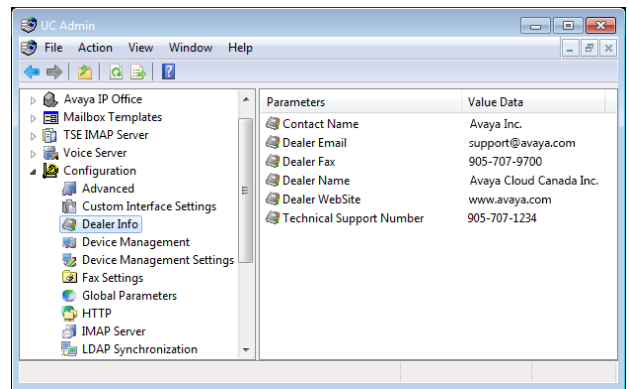 UC Admin
File Action View Window Help
Avaya IP Office
Mailbox Templates
TSE IMAP Server
Voice Server
Configuration
Advanced
Custom Interface Settings
Dealer Info
Device Management
Device Management Settings
Fax Settings
Global Parameters
HTTP
IMAP Server
LDAP Synchronization
Parameters Value Data
Contact Name Avaya Inc.
Dealer Email support@avaya.com
Dealer Fax 905-707-9700
Dealer Name Avaya Cloud Canada Inc.
Dealer WebSite www.avaya.com
Technical Support Number 905-707-1234